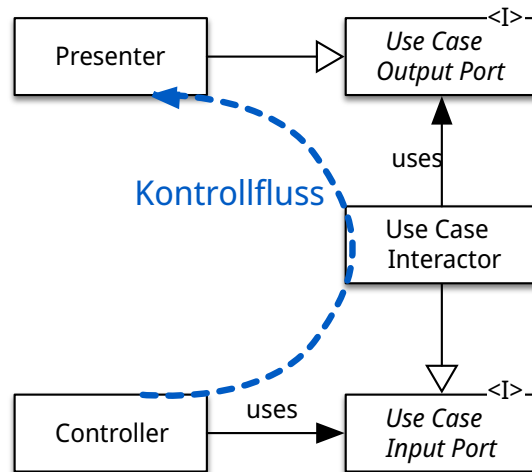 <I>
Presenter
Use Case
Output Port
uses
Kontrollfluss
Use Case
Interactor
<I>
uses
Controller
Use Case
Input Port